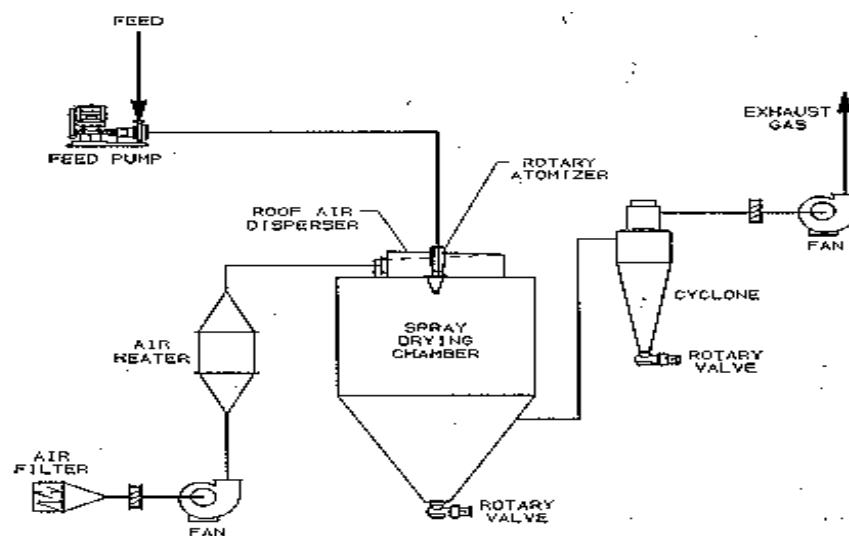 FEED
FEED PUMP
ROTARY
ATOMIZER
EXHAUST
GAS
ROOF AIR
DISPERSER
FAN
CYCLONE
SPRAY
DRYING
CHAMBER
AIR
HEATER
ROTARY
VALVE
AIR
FILTER
FAN
ROTARY
VALVE